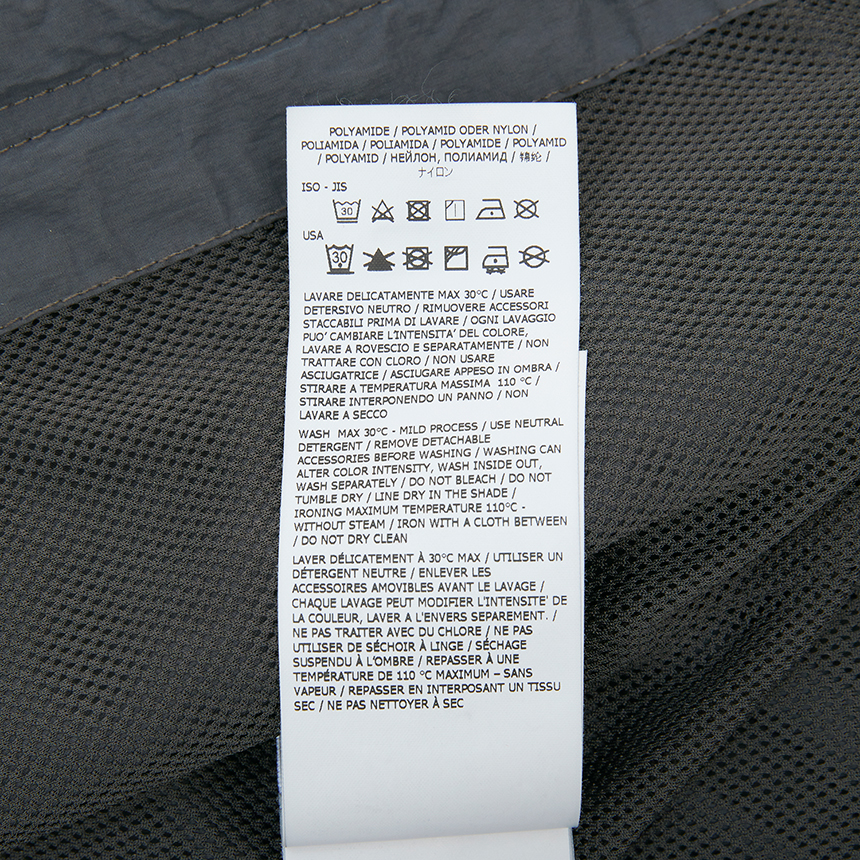 POLYAMIDE / POLYAMID ODER NYLON /
POLIAMIDA / POLIAMIDA / POLYAMIDE / POLYAMID
/ POLYAMID / НЕЙЛОН, ПОЛИАМИД / /
ナイロン
ISO - JIS
30
USA
30
LAVARE DELICATAMENTE MAX 30°C / USARE
DETERSIVO NEUTRO / RIMUOVERE ACCESSORI
STACCABILI PRIMA DI LAVARE / OGNI LAVAGGIO
PUO' CAMBIARE L'INTENSITA' DEL COLORE,
LAVARE A ROVESCIO E SEPARATAMENTE / NON
TRATTARE CON CLORO / NON USARE
ASCIUGATRICE / ASCIUGARE APPESO IN OMBRA /
STIRARE A TEMPERATURA MASSIMA 110 °C /
STIRARE INTERPONENDO UN PANNO / NON
LAVARE A SECCO
WASH MAX 30°C - MILD PROCESS / USE NEUTRAL
DETERGENT / REMOVE DETACHABLE
ACCESSORIES BEFORE WASHING / WASHING CAN
ALTER COLOR INTENSITY, WASH INSIDE OUT,
WASH SEPARATELY / DO NOT BLEACH / DO NOT
TUMBLE DRY / LINE DRY IN THE SHADE /
IRONING MAXIMUM TEMPERATURE 110°C -
WITHOUT STEAM / IRON WITH A CLOTH BETWEEN
/ DO NOT DRY CLEAN
LAVER DÉLICATEMENT À 30°C MAX / UTILISER UN
DÉTERGENT NEUTRE / ENLEVER LES
ACCESSOIRES AMOVIBLES AVANT LE LAVAGE /
CHAQUE LAVAGE PEUT MODIFIER L'INTENSITE' DE
LA COULEUR, LAVER A L'ENVERS SEPAREMENT. /
NE PAS TRAITER AVEC DU CHLORE / NE PAS
UTILISER DE SÉCHOIR À LINGE / SÉCHAGE
SUSPENDU À L'OMBRE / REPASSER À UNE
TEMPÉRATURE DE 110 °C MAXIMUM – SANS
VAPEUR / REPASSER EN INTERPOSANT UN TISSU
SEC / NE PAS NETTOYER À SEC